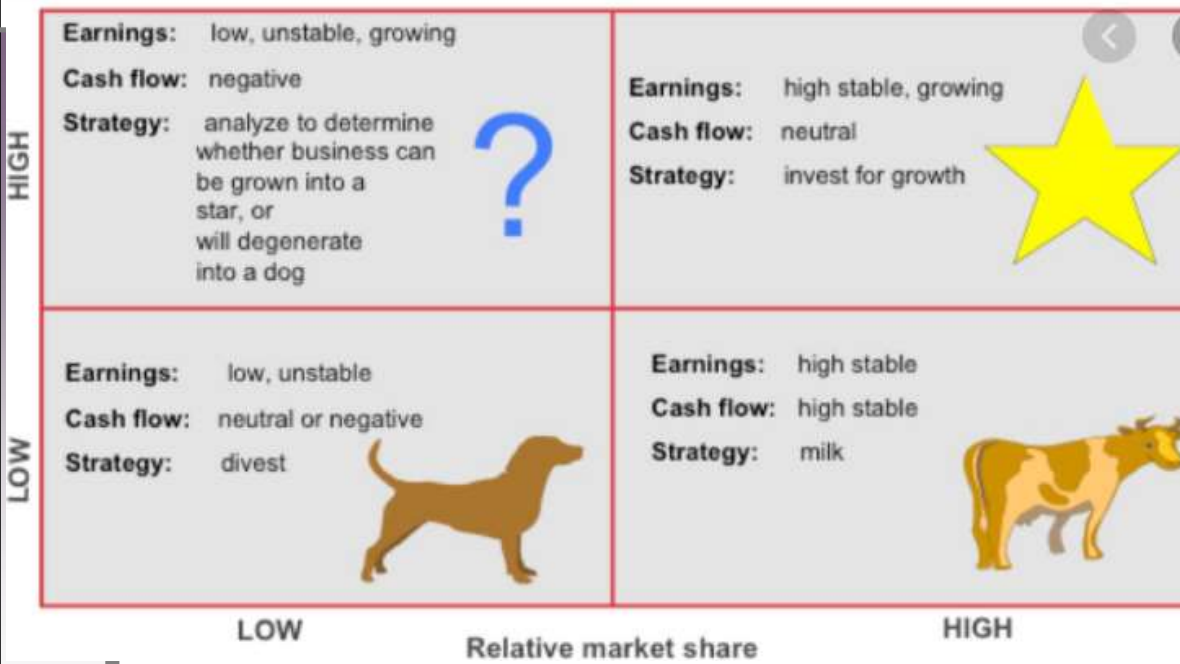 Earnings: low, unstable, growing
Cash flow: negative
Strategy: analyze to determine
whether business can
be grown into a
star, or
will degenerate
into a dog
?
Earnings: high stable, growing
Cash flow: neutral
Strategy: invest for growth
HIGH
Earnings: low, unstable
Cash flow: neutral or negative
Strategy: divest
Earnings: high stable
Cash flow: high stable
Strategy: milk
LOW
LOW
HIGH
Relative market share